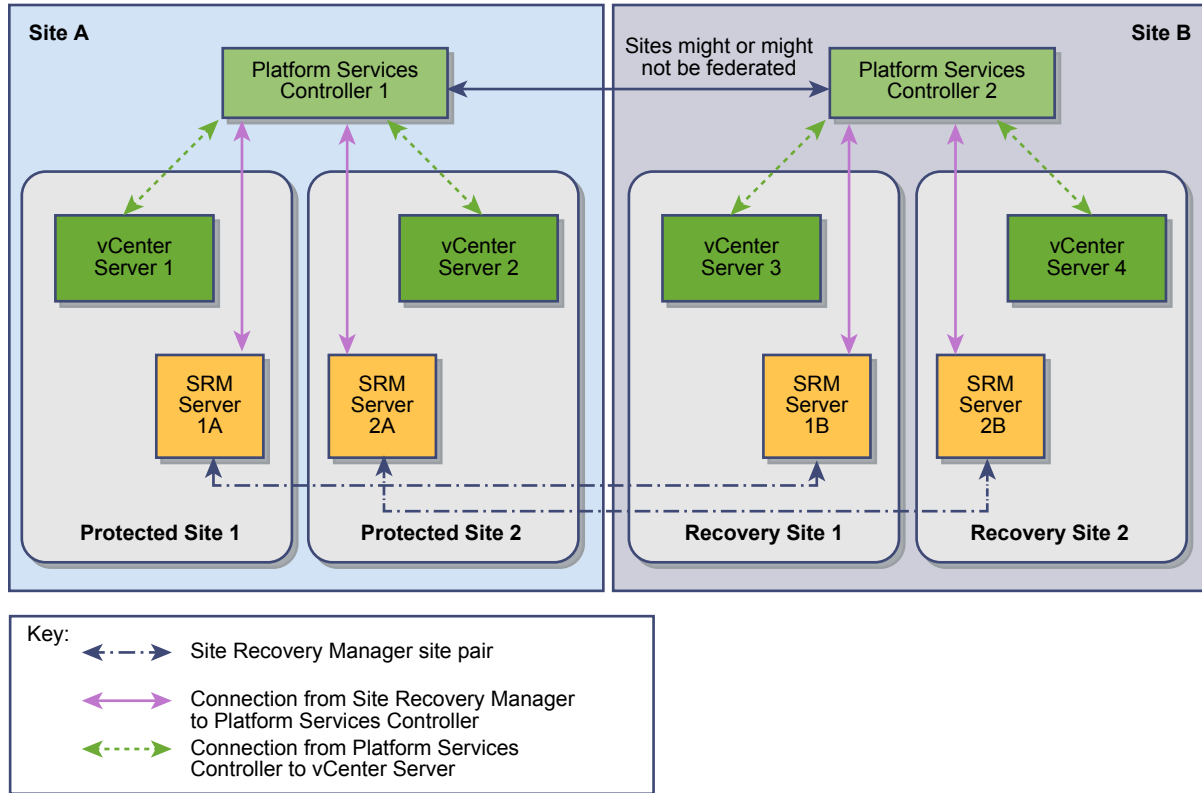 Site A
Site B
Sites might or might
not be federated
Platform Services
Controller 1
Platform Services
Controller 2
vCenter
Server 1
vCenter
Server 2
vCenter
Server 3
vCenter
Server 4
SRM
Server
1A
SRM
Server
2A
SRM
Server
1B
SRM
Server
2B
Protected Site 1
Protected Site 2
Recovery Site 1
Recovery Site 2
Key:
Site Recovery Manager site pair
Connection from Site Recovery Manager
to Platform Services Controller
Connection from Platform Services
Controller to vCenter Server